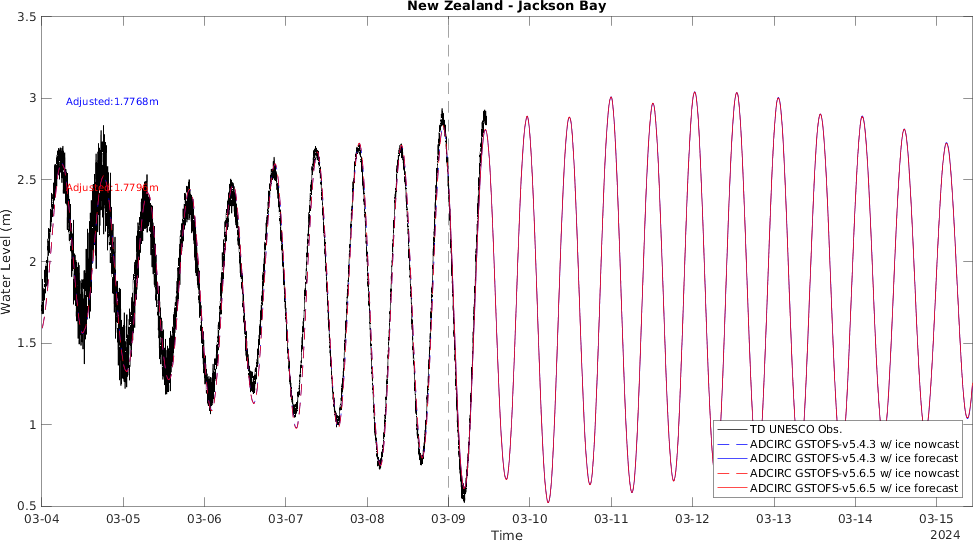 New Zealand - Jackson Bay
3.5
3
2.5
2
1.5
1
0.5
Water Level (m)
Adjusted:1.7768m
03-04
03-05
03-06
03-07
03-08
03-09
03-10
03-11
03-12
03-13
03-14
03-15
2024
Time
TD UNESCO Obs.
ADCIRC GSTOFS-v5.4.3 w/ ice nowcast
ADCIRC GSTOFS-v5.4.3 w/ ice forecast
ADCIRC GSTOFS-v5.6.5 w/ ice nowcast
ADCIRC GSTOFS-v5.6.5 w/ ice forecast